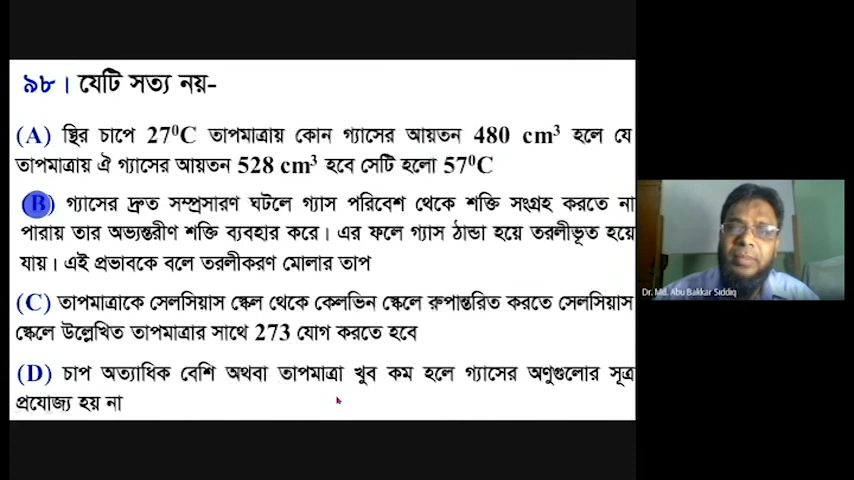 ৯৮। যেটি সত্য নয়-
(A) স্থির চাপে 27⁰C তাপমাত্রায় কোন গ্যাসের আয়তন 480 cm³ হলে যে
তাপমাত্রায় ঐ গ্যাসের আয়তন 528 cm³ হবে সেটি হলো 57⁰C
(B) গ্যাসের দ্রুত সম্প্রসারণ ঘটলে গ্যাস পরিবেশ থেকে শক্তি সংগ্রহ করতে না
পারায় তার অভ্যন্তরীণ শক্তি ব্যবহার করে। এর ফলে গ্যাস ঠান্ডা হয়ে তরলীভূত হয়ে
যায়। এই প্রভাবকে বলে তরলীকরণ মোলার তাপ
(C) তাপমাত্রাকে সেলসিয়াস স্কেল থেকে কেলভিন স্কেলে রুপান্তরিত করতে সেলসিয়াস
স্কেলে উল্লেখিত তাপমাত্রার সাথে 273 যোগ করতে হবে
(D) চাপ অত্যাধিক বেশি অথবা তাপমাত্রা খুব কম হলে গ্যাসের অণুগুলোর সূত্র
প্রযোজ্য হয় না
Dr. Md. Abu Bakkar Siddiq